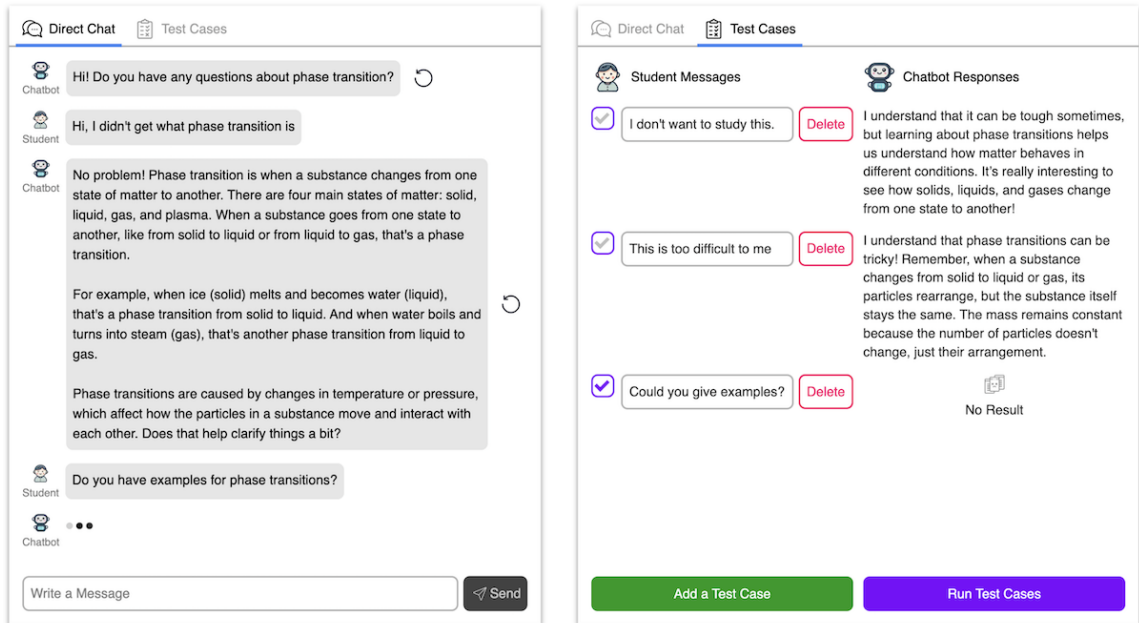 Direct Chat
Test Cases
Chatbot
Hi! Do you have any questions about phase transition?
Student
Hi, I didn't get what phase transition is
Chatbot
No problem! Phase transition is when a substance changes from one
state of matter to another. There are four main states of matter: solid,
liquid, gas, and plasma. When a substance goes from one state to
another, like from solid to liquid or from liquid to gas, that's a phase
transition.
For example, when ice (solid) melts and becomes water (liquid),
that's a phase transition from solid to liquid. And when water boils and
turns into steam (gas), that's another phase transition from liquid to
gas.
Phase transitions are caused by changes in temperature or pressure,
which affect how the particles in a substance move and interact with
each other. Does that help clarify things a bit?
Student
Do you have examples for phase transitions?
Chatbot
Write a Message
Send
Direct Chat
Test Cases
Student Messages
Chatbot Responses
I don't want to study this.
Delete
I understand that it can be tough sometimes,
but learning about phase transitions helps
us understand how matter behaves in
different conditions. It's really interesting to
see how solids, liquids, and gases change
from one state to another!
This is too difficult to me
Delete
I understand that phase transitions can be
tricky! Remember, when a substance
changes from solid to liquid or gas, its
particles rearrange, but the substance itself
stays the same. The mass remains constant
because the number of particles doesn't
change, just their arrangement.
Could you give examples?
Delete
No Result
Add a Test Case
Run Test Cases